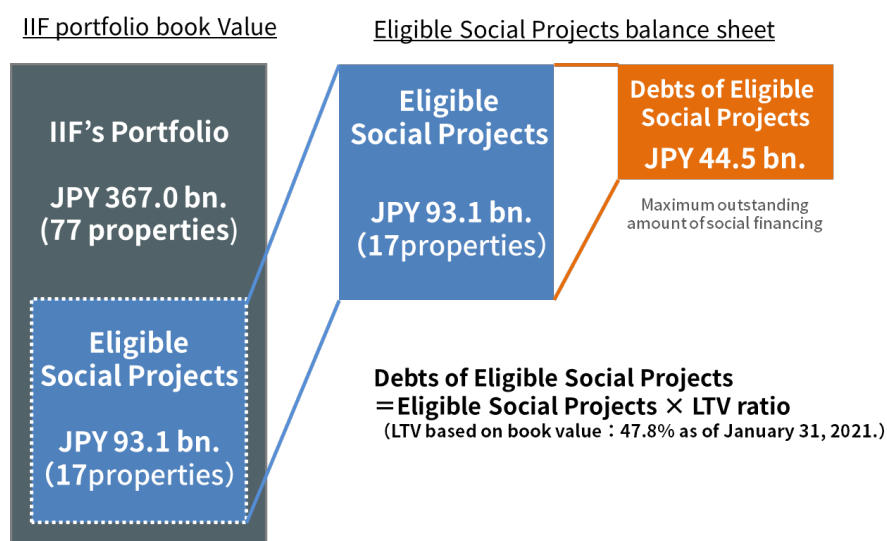 IIF portfolio book Value
IIF's Portfolio
JPY 367.0 bn.
(77 properties)
Eligible
Social Projects
JPY 93.1 bn.
（17properties）
Eligible Social Projects balance sheet
Eligible
Social Projects
JPY 93.1 bn.
（17properties）
Debts of Eligible
Social Projects
JPY 44.5 bn.
Maximum outstanding
amount of social financing
Debts of Eligible Social Projects
＝Eligible Social Projects × LTV ratio
（LTV based on book value：47.8% as of January 31, 2021.）